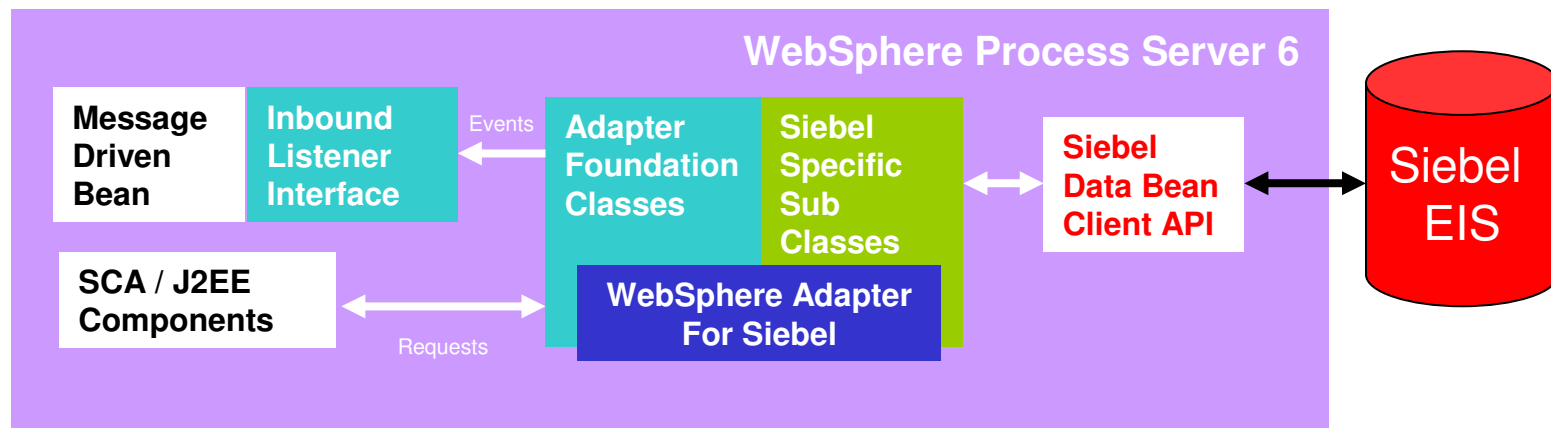 WebSphere Process Server 6
Message
Driven
Bean
Inbound
Listener
Interface
Events
Adapter
Foundation
Classes
Siebel
Specific
Sub
Classes
Siebel
Data Bean
Client API
Siebel
EIS
SCA / J2EE
Components
Requests
WebSphere Adapter
For Siebel